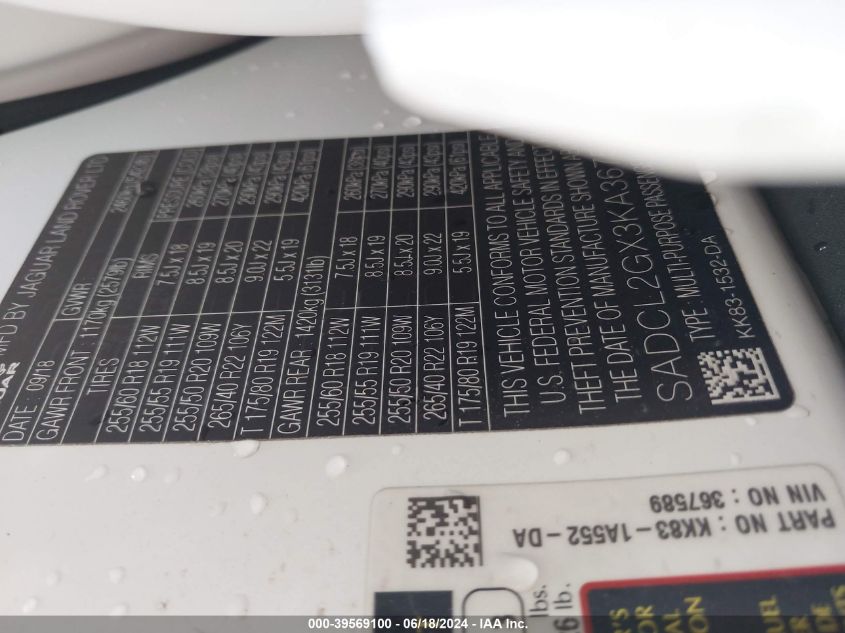 MFD BY JAGUAR LAND ROVER LTD
DATE : 09/18 GVWR :
GAWR FRONT : 1170kg (2579lb)
TIRES RIMS PRESSURE COLD
255/60 R18 112W 7.5J x 18
255/55 R19 111W 8.5J x 19
255/50 R20 109W 8.5J x 20
265/40 R22 106Y 9.0J x 22
T 175/80 R19 122M 5.5J x 19
GAWR REAR : 1420kg (3131lb)
255/60 R18 112W 7.5J x 18
255/55 R19 111W 8.5J x 19 270kPa
255/50 R20 109W 8.5J x 20 290kPa
265/40 R22 106Y 9.0J x 22 290kPa
T 175/80 R19 122M 5.5J x 19 420kPa
THIS VEHICLE CONFORMS TO ALL APPLICABLE
U.S. FEDERAL MOTOR VEHICLE SAFETY AND
THEFT PREVENTION STANDARDS IN EFFECT
THE DATE OF MANUFACTURE SHOWN
SADCL2GX3KA36
TYPE : MULTI-PURPOSE
KK83-1532-DA
PART NO : KK83-1A552-DA
VIN NO : 367589
lbs.
lb.
000-39569100 - 06/18/2024 - IAA Inc.